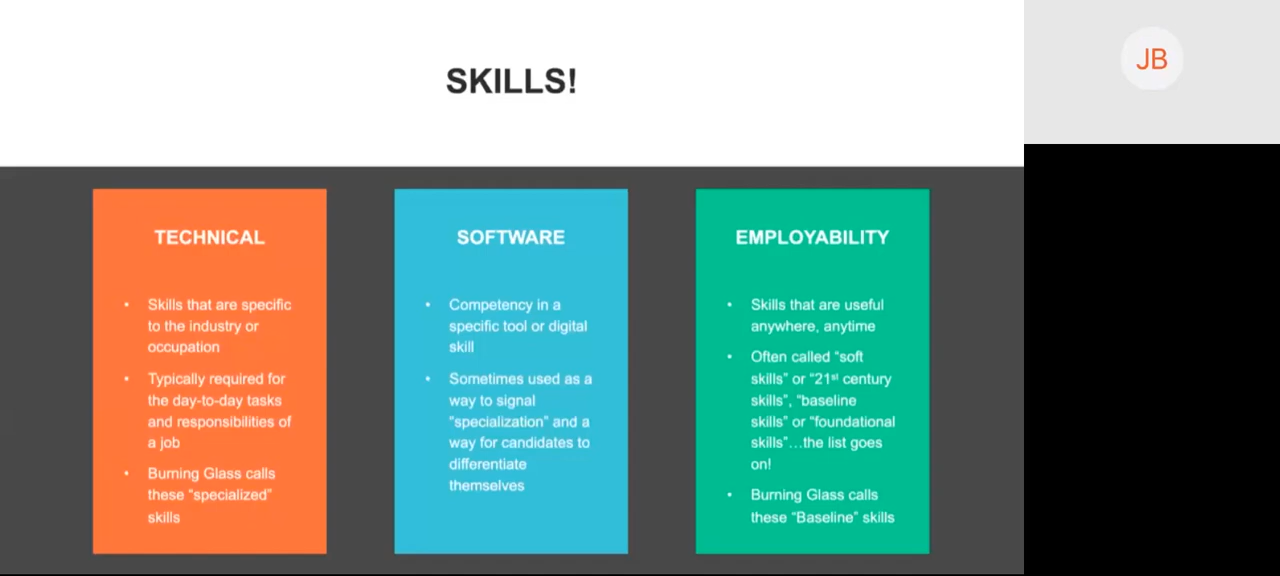 SKILLS!
JB
TECHNICAL
• Skills that are specific
to the industry or
occupation
• Typically required for
the day-to-day tasks
and responsibilities of
a job
• Burning Glass calls
these “specialized”
skills
SOFTWARE
• Competency in a
specific tool or digital
skill
• Sometimes used as a
way to signal
“specialization” and a
way for candidates to
differentiate
themselves
EMPLOYABILITY
• Skills that are useful
anywhere, anytime
• Often called “soft
skills” or “21st century
skills”, “baseline
skills” or “foundational
skills”…the list goes
on!
• Burning Glass calls
these “Baseline” skills